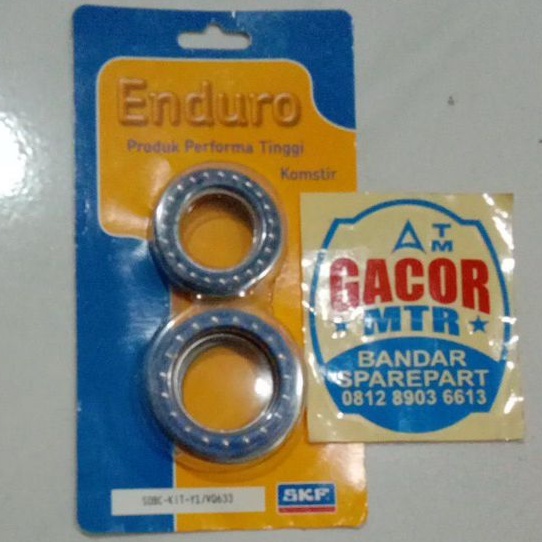 Enduro
Produk Performa Tinggi
Komstir
ATM
GACOR
MTR
BANDAR
SPAREPART
0812 8903 6613
SDBC-KIT-Y1/VQ633
SKF